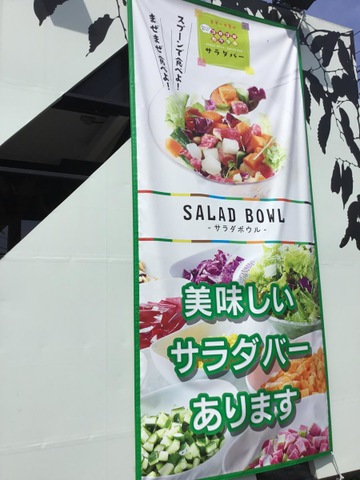 スプーンで食べよ！
まぜまぜ食べよ！
サラダバー
SALAD BOWL
- サラダボウル -
美味しい
サラダバー
あります